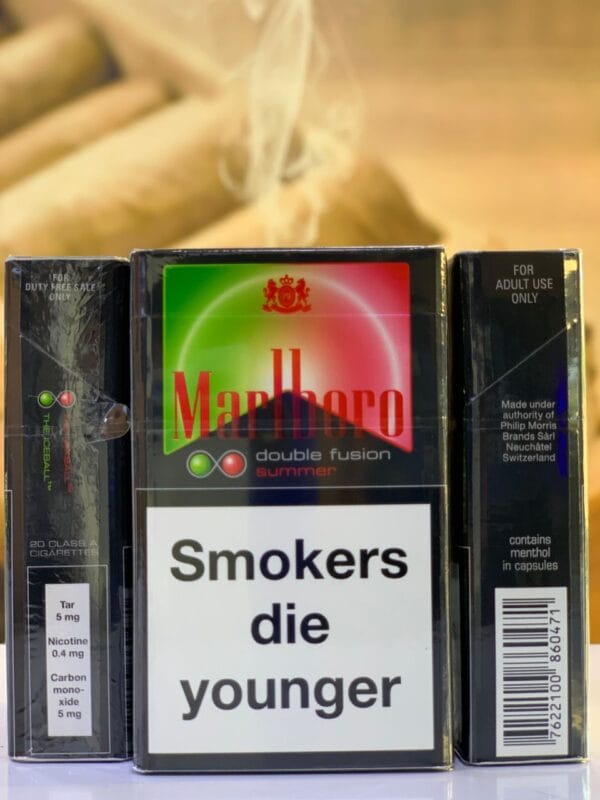 FOR
DUTY FREE SALE
ONLY
THE ICEBALL™
20 CLASS A
CIGARETTES
Tar
5 mg
Nicotine
0.4 mg
Carbon
mono-
xide
5 mg
Marlboro
double fusion
summer
Smokers
die
younger
FOR
ADULT USE
ONLY
Made under
authority of
Philip Morris
Brands Sàrl
Neuchâtel
Switzerland
contains
menthol
in capsules
7622100 860471